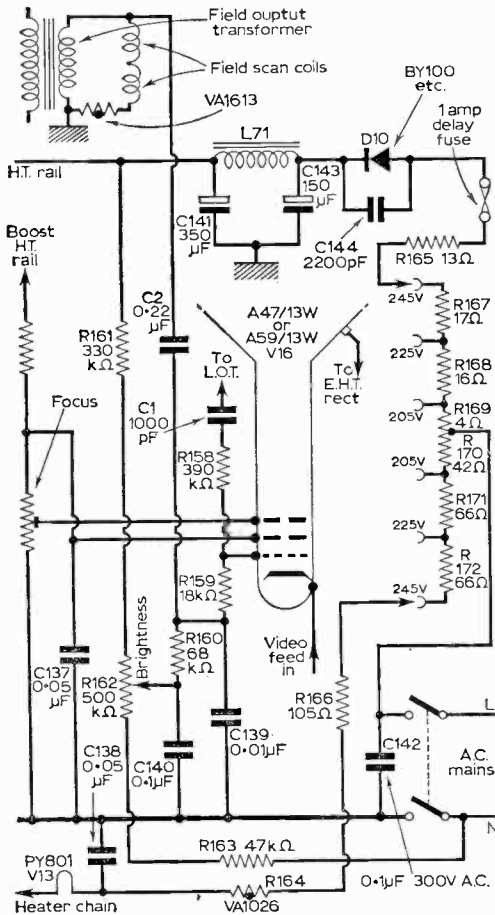 Field ouptut
transformer
Field scan coils
VA1613
BY100
etc.
1 amp
delay
fuse
L71
D10
H.T. rail
C143
150
µF
C141
350
µF
C144
2200pF
R165 13Ω
Boost
H.T.
rail
C2
0·22
µF
A47/13W
or
A59/13W
V16
245V
R167
17Ω
R161
330
kΩ
To
L.O.T.
To
E.H.T.
rect
225V
R168
16Ω
C1
1000
pF
Focus
R158
390
kΩ
205V
R169
4Ω
R
170
42Ω
205V
R171
66Ω
225V
R
172
66Ω
R159
18kΩ
245V
Brightness
R160
68
kΩ
Video
feed
in
R166
105Ω
C137
0·05
µF
R162
500
kΩ
L
C138
0·05
µF
C140
0·1µF
C139
0·01µF
C142
A.C.
mains
N
R163 47kΩ
PY801
V13
R164
0·1µF 300V A.C.
Heater chain
VA1026